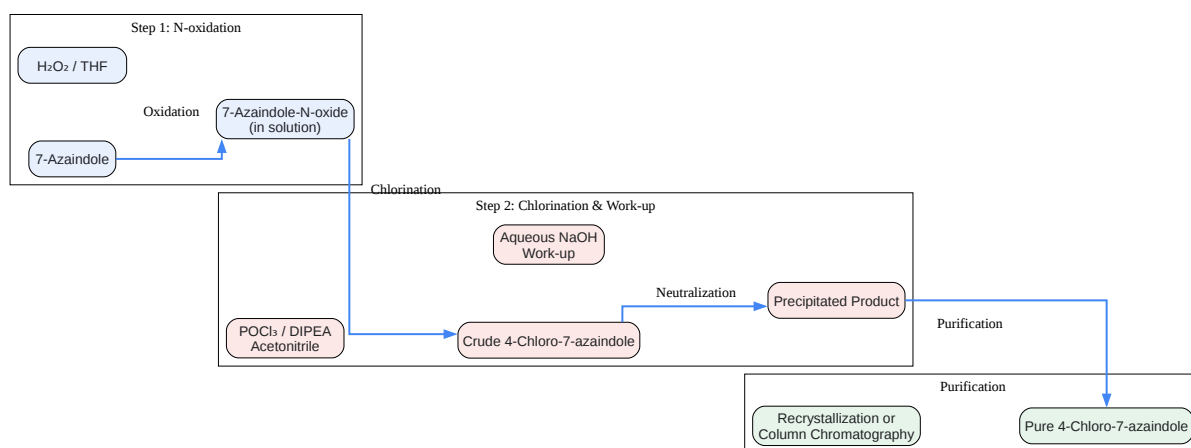 Step 1: N-oxidation
H₂O₂ / THF
Oxidation
7-Azaindole-N-oxide
(in solution)
7-Azaindole
Chlorination
Step 2: Chlorination & Work-up
Aqueous NaOH
Work-up
Neutralization
Precipitated Product
POCl₃ / DIPEA
Acetonitrile
Crude 4-Chloro-7-azaindole
Purification
Purification
Recrystallization or
Column Chromatography
Pure 4-Chloro-7-azaindole